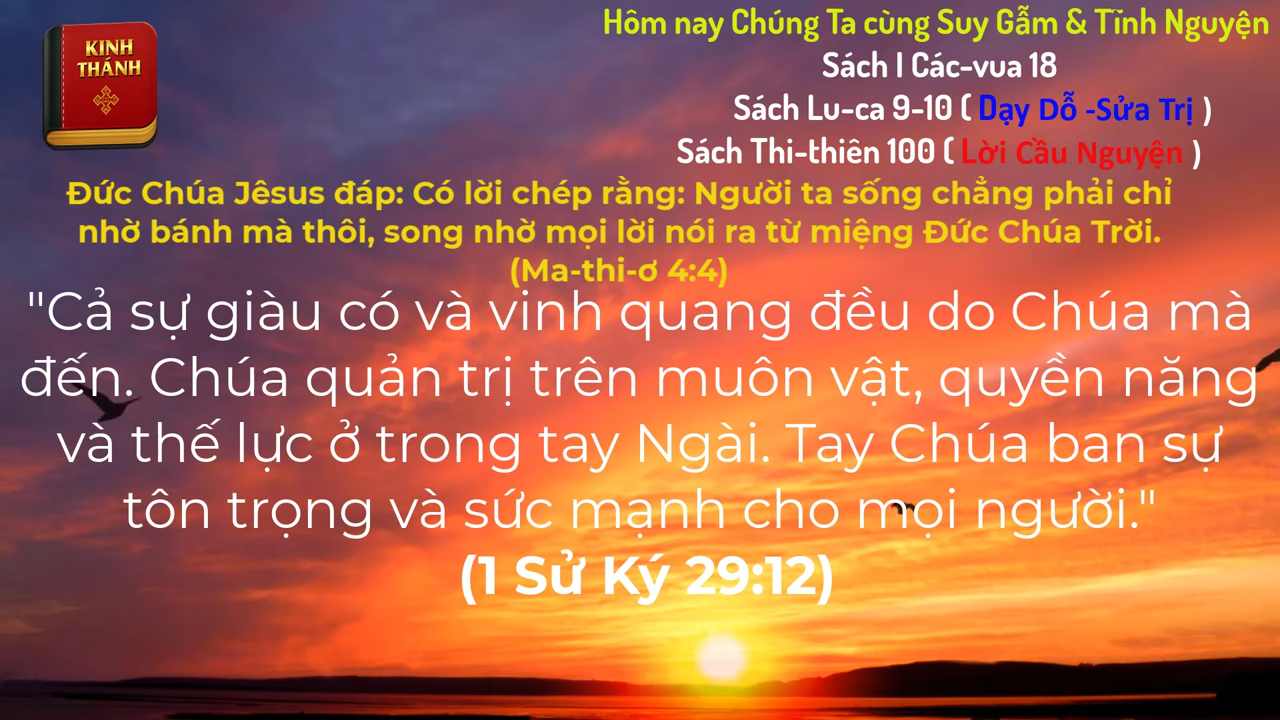 KINH
THÁNH
Hôm nay Chúng Ta cùng Suy Gẫm & Tĩnh Nguyện
Sách I Các-vua 18
Sách Lu-ca 9-10 ( Dạy Dỗ -Sửa Trị )
Sách Thi-thiên 100 ( Lời Cầu Nguyện )
Đức Chúa Jêsus đáp: Có lời chép rằng: Người ta sống chẳng phải chỉ
nhờ bánh mà thôi, song nhờ mọi lời nói ra từ miệng Đức Chúa Trời.
(Ma-thi-ơ 4:4)
"Cả sự giàu có và vinh quang đều do Chúa mà
đến. Chúa quản trị trên muôn vật, quyền năng
và thế lực ở trong tay Ngài. Tay Chúa ban sự
tôn trọng và sức mạnh cho mọi người."
(1 Sử Ký 29:12)